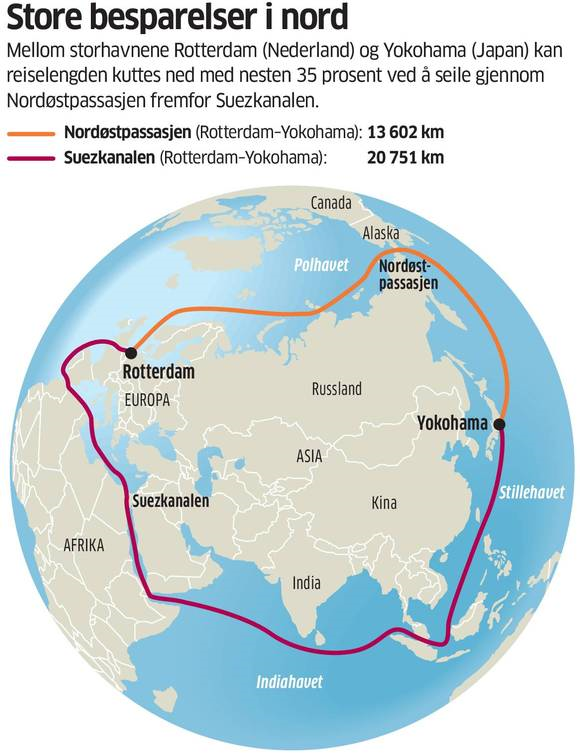 Store besparelser i nord
Mellom storhavnene Rotterdam (Nederland) og Yokohama (Japan) kan
reiselengden kuttes ned med nesten 35 prosent ved å seile gjennom
Nordøstpassasjen fremfor Suezkanalen.
Nordøstpassasjen (Rotterdam–Yokohama): 13 602 km
Suezkanalen (Rotterdam–Yokohama): 20 751 km
Canada
Alaska
Polhavet
Nordøst-
passasjen
Rotterdam
EUROPA
Russland
Yokohama
ASIA
Stillehavet
Suezkanalen
Kina
AFRIKA
India
Indiahavet